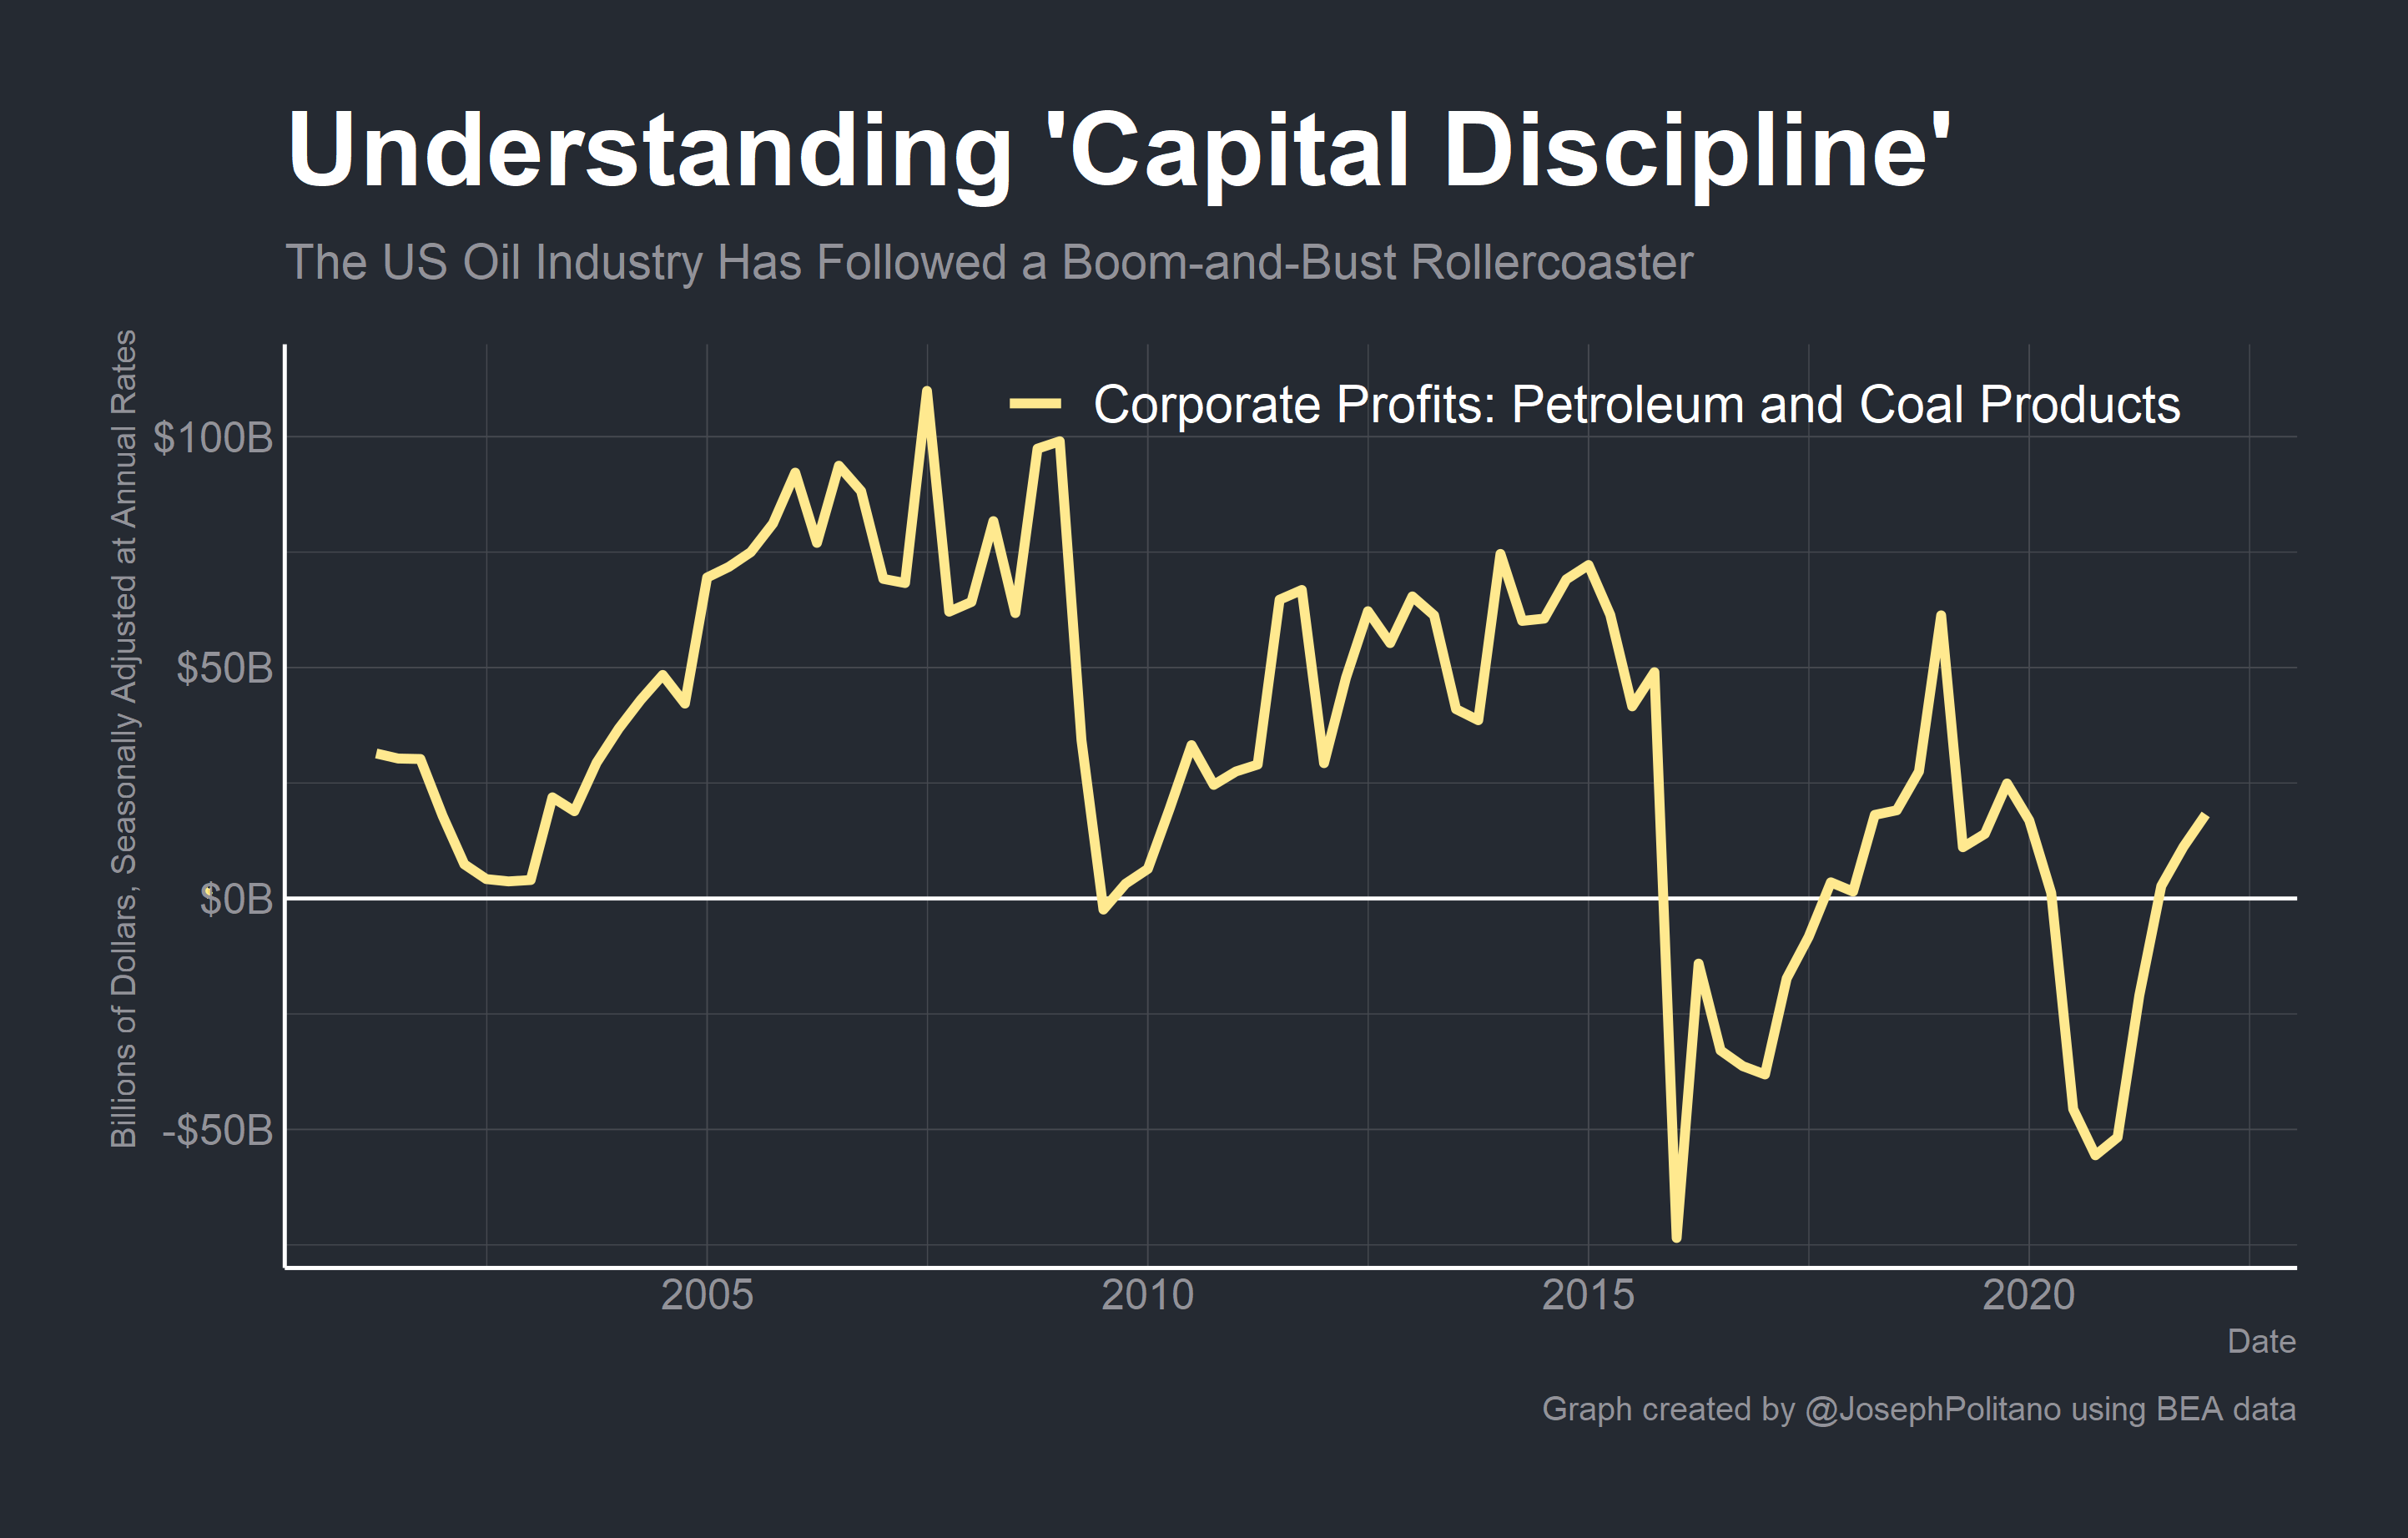 Understanding 'Capital Discipline'
The US Oil Industry Has Followed a Boom-and-Bust Rollercoaster
Billions of Dollars, Seasonally Adjusted at Annual Rates
Corporate Profits: Petroleum and Coal Products
$100B
$50B
$0B
-$50B
2005 2010 2015 2020
Date
Graph created by @JosephPolitano using BEA data